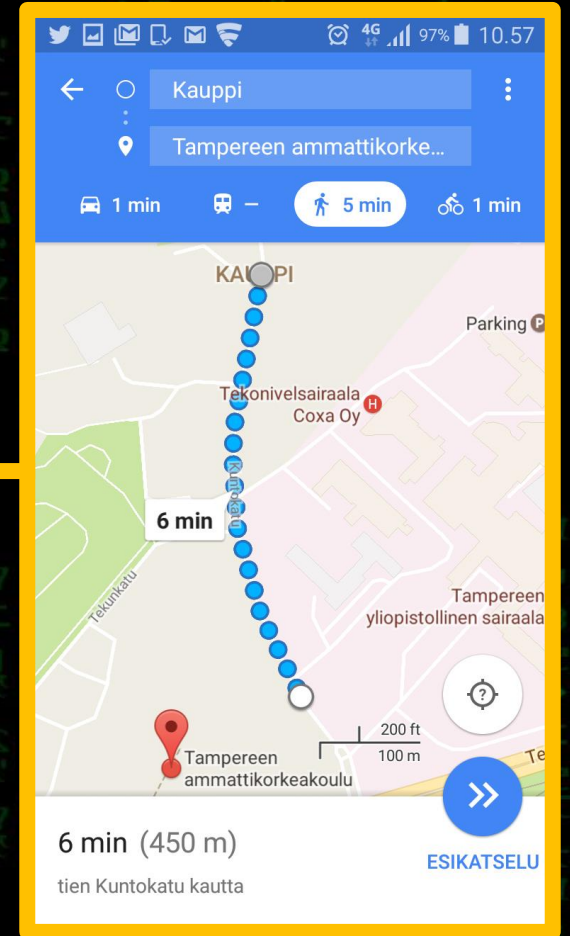 4G 97% 10.57
Kauppi
Tampereen ammattikorke...
1 min – 5 min 1 min
KAUPPI
Parking P
Tekonivelsairaala
Coxa Oy
H
Kuntokatu
6 min
Tekunkatu
Tampereen
yliopistollinen sairaala
?
200 ft
100 m
Tampereen
ammattikorkeakoulu
Te
6 min (450 m)
ESIKATSELU
tien Kuntokatu kautta